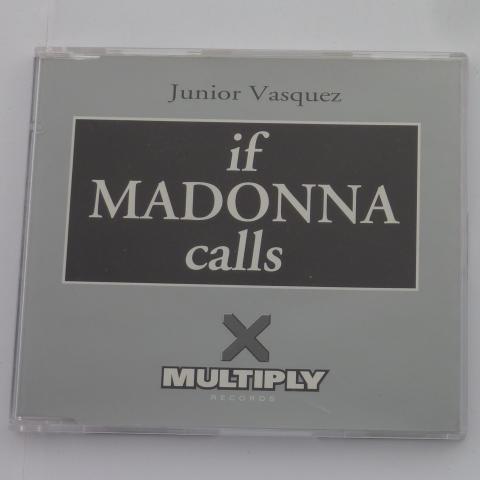 Junior Vasquez
if
MADONNA
calls
X
MULTIPLY
RECORDS